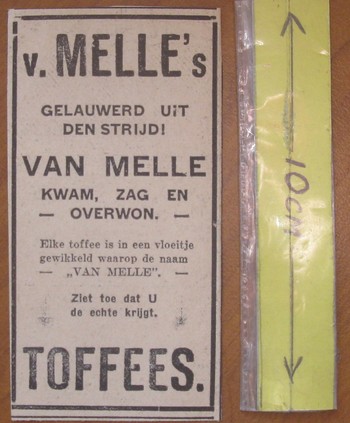 v. MELLE's
GELAUWERD UiT
DEN STRIJD!
VAN MELLE
KWAM, ZAG EN
— OVERWON. —
Elke toffee is in een vloeitje
gewikkeld waarop de naam
— „VAN MELLE". —
Ziet toe dat U
de echte krijgt.
TOFFEES.
10cm